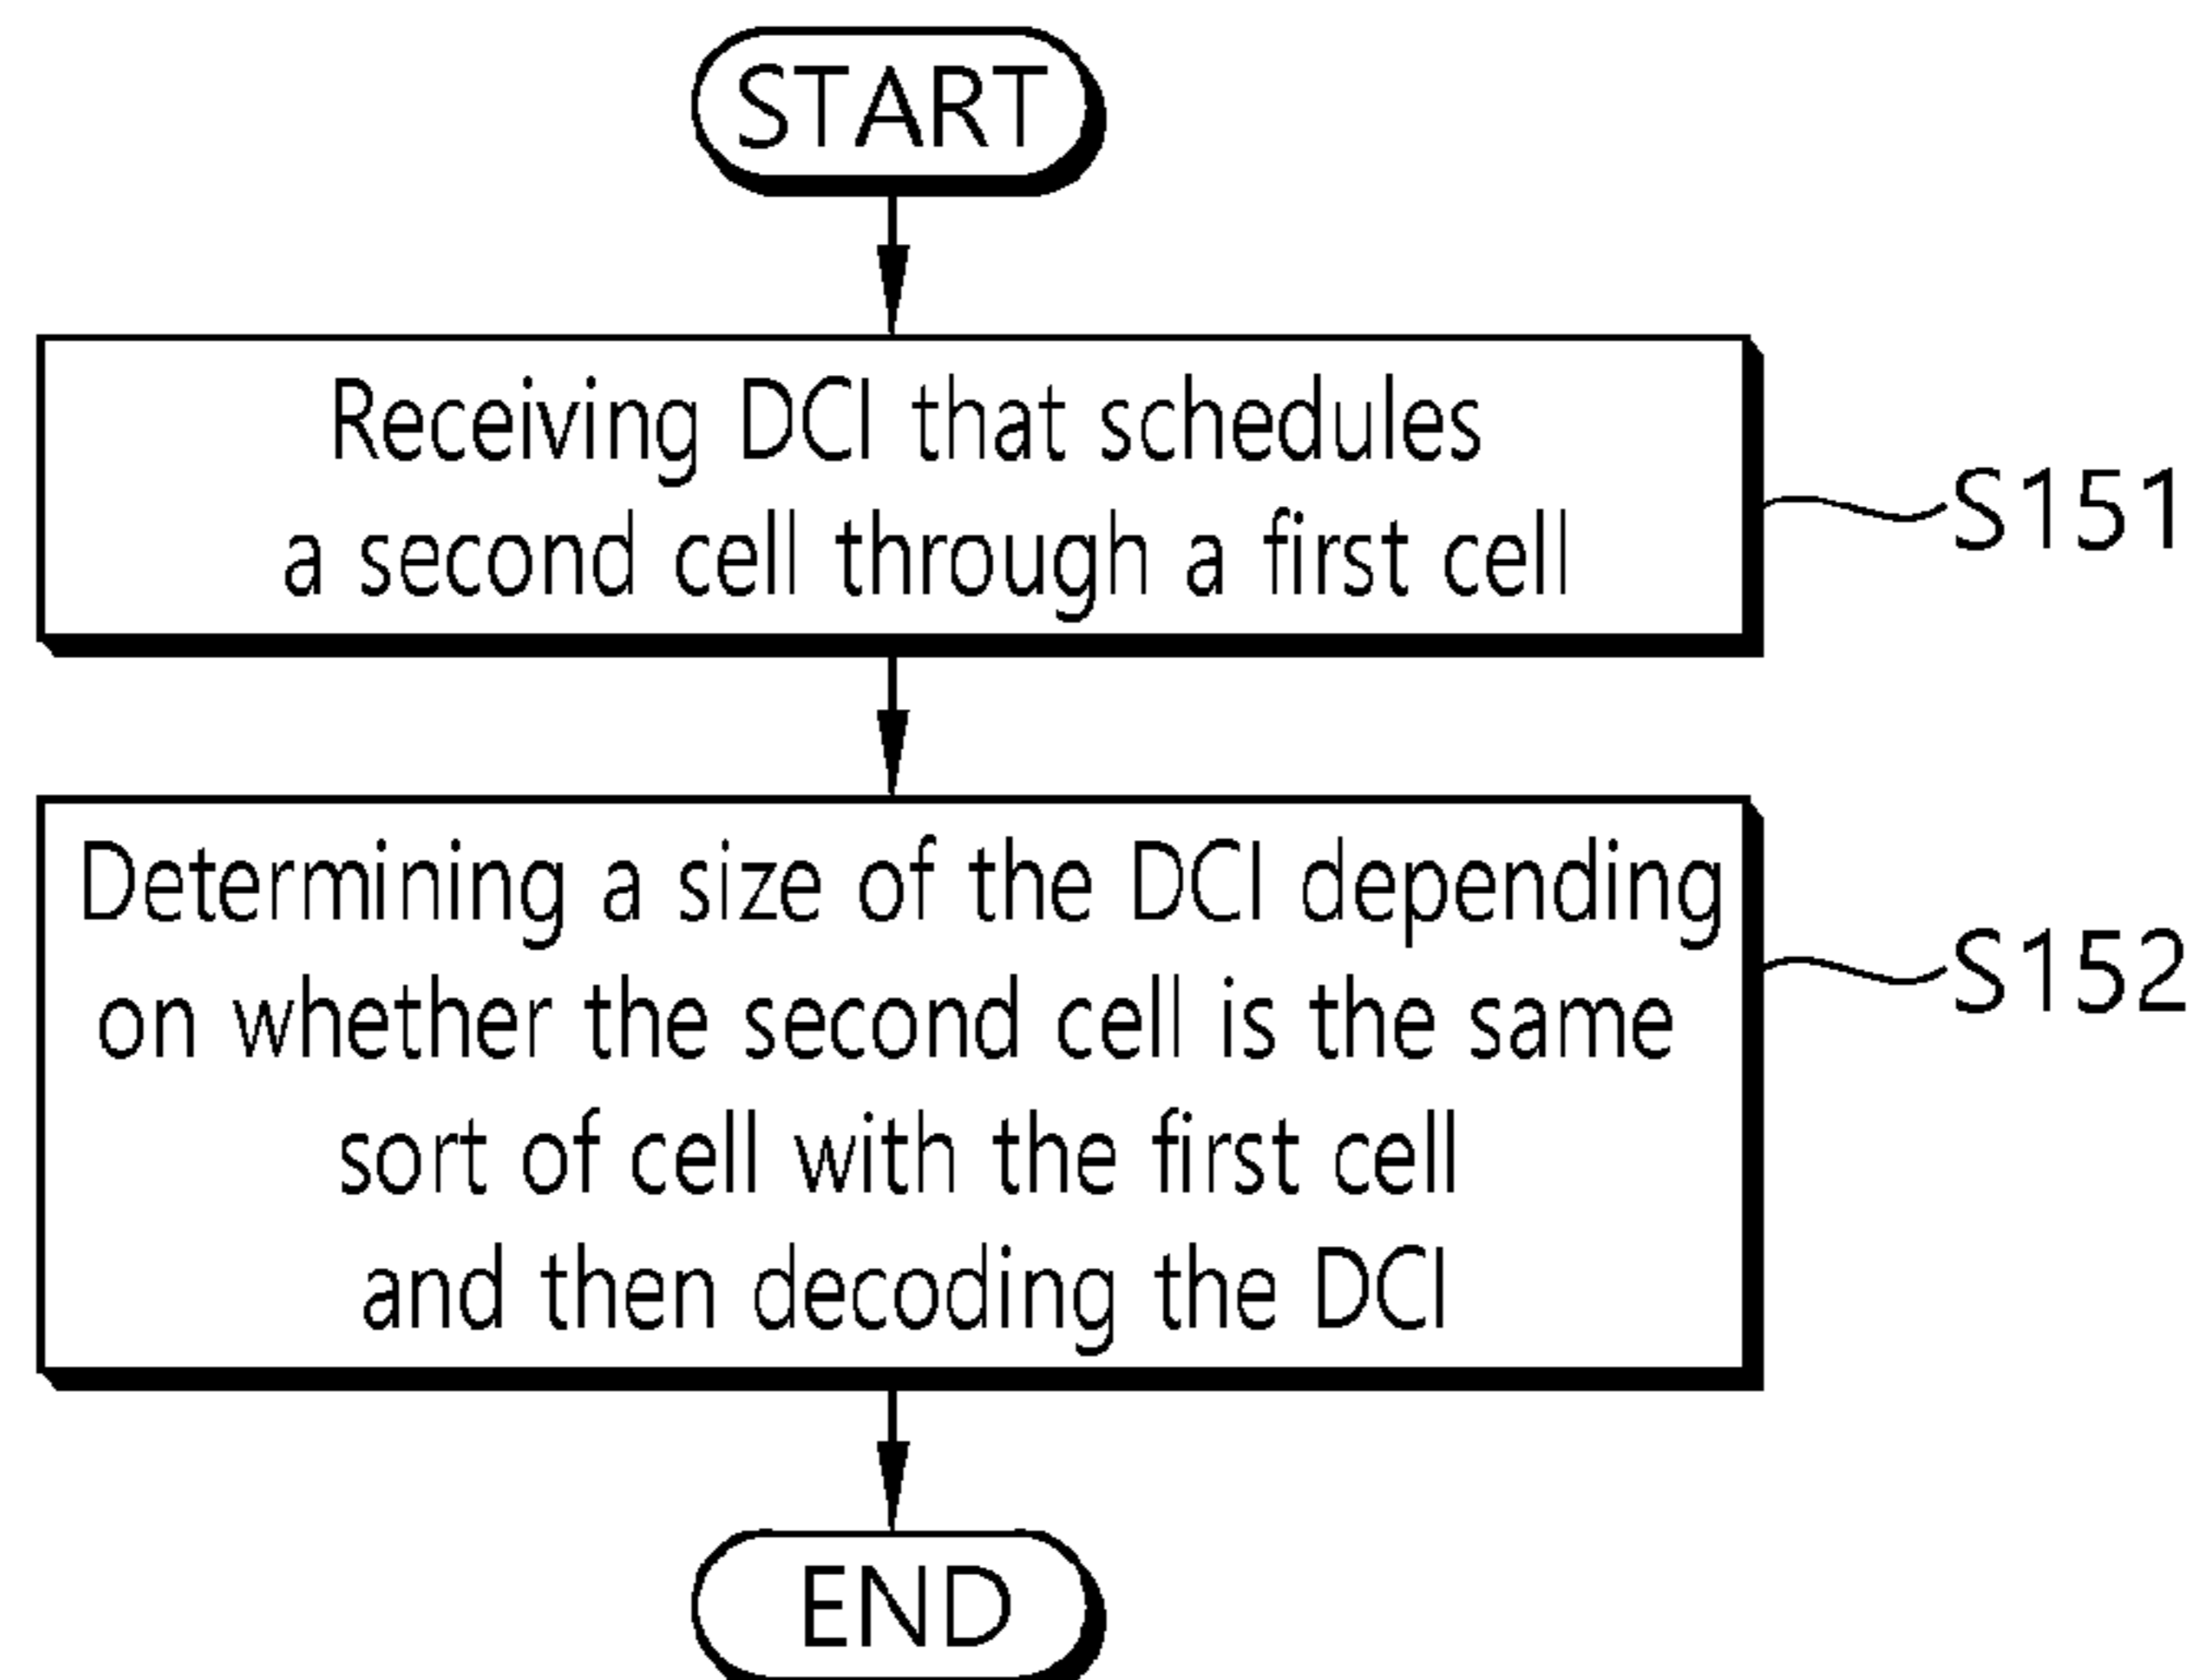 START
Receiving DCI that schedules
a second cell through a first cell
S151
Determining a size of the DCI depending
on whether the second cell is the same
sort of cell with the first cell
and then decoding the DCI
S152
END